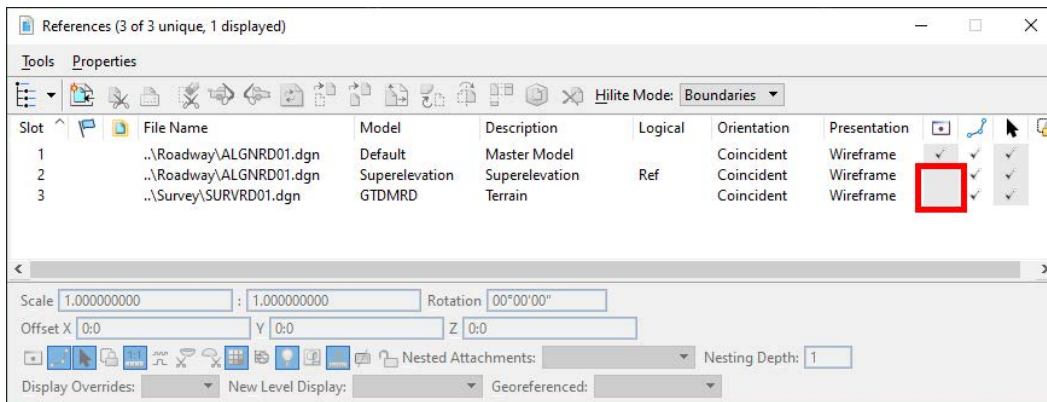 References (3 of 3 unique, 1 displayed)
Tools Properties
Hilite Mode: Boundaries
Slot File Name Model Description Logical Orientation Presentation
1 ..\Roadway\ALGNRD01.dgn Default Master Model Coincident Wireframe
2 ..\Roadway\ALGNRD01.dgn Superelevation Superelevation Ref Coincident Wireframe
3 ..\Survey\SURVRD01.dgn GTDMRD Terrain Coincident Wireframe
Scale 1.000000000 : 1.000000000 Rotation 00°00'00"
Offset X 0:0 Y 0:0 Z 0:0
1:1 Nested Attachments: Nesting Depth: 1
Display Overrides: New Level Display: Georeferenced: